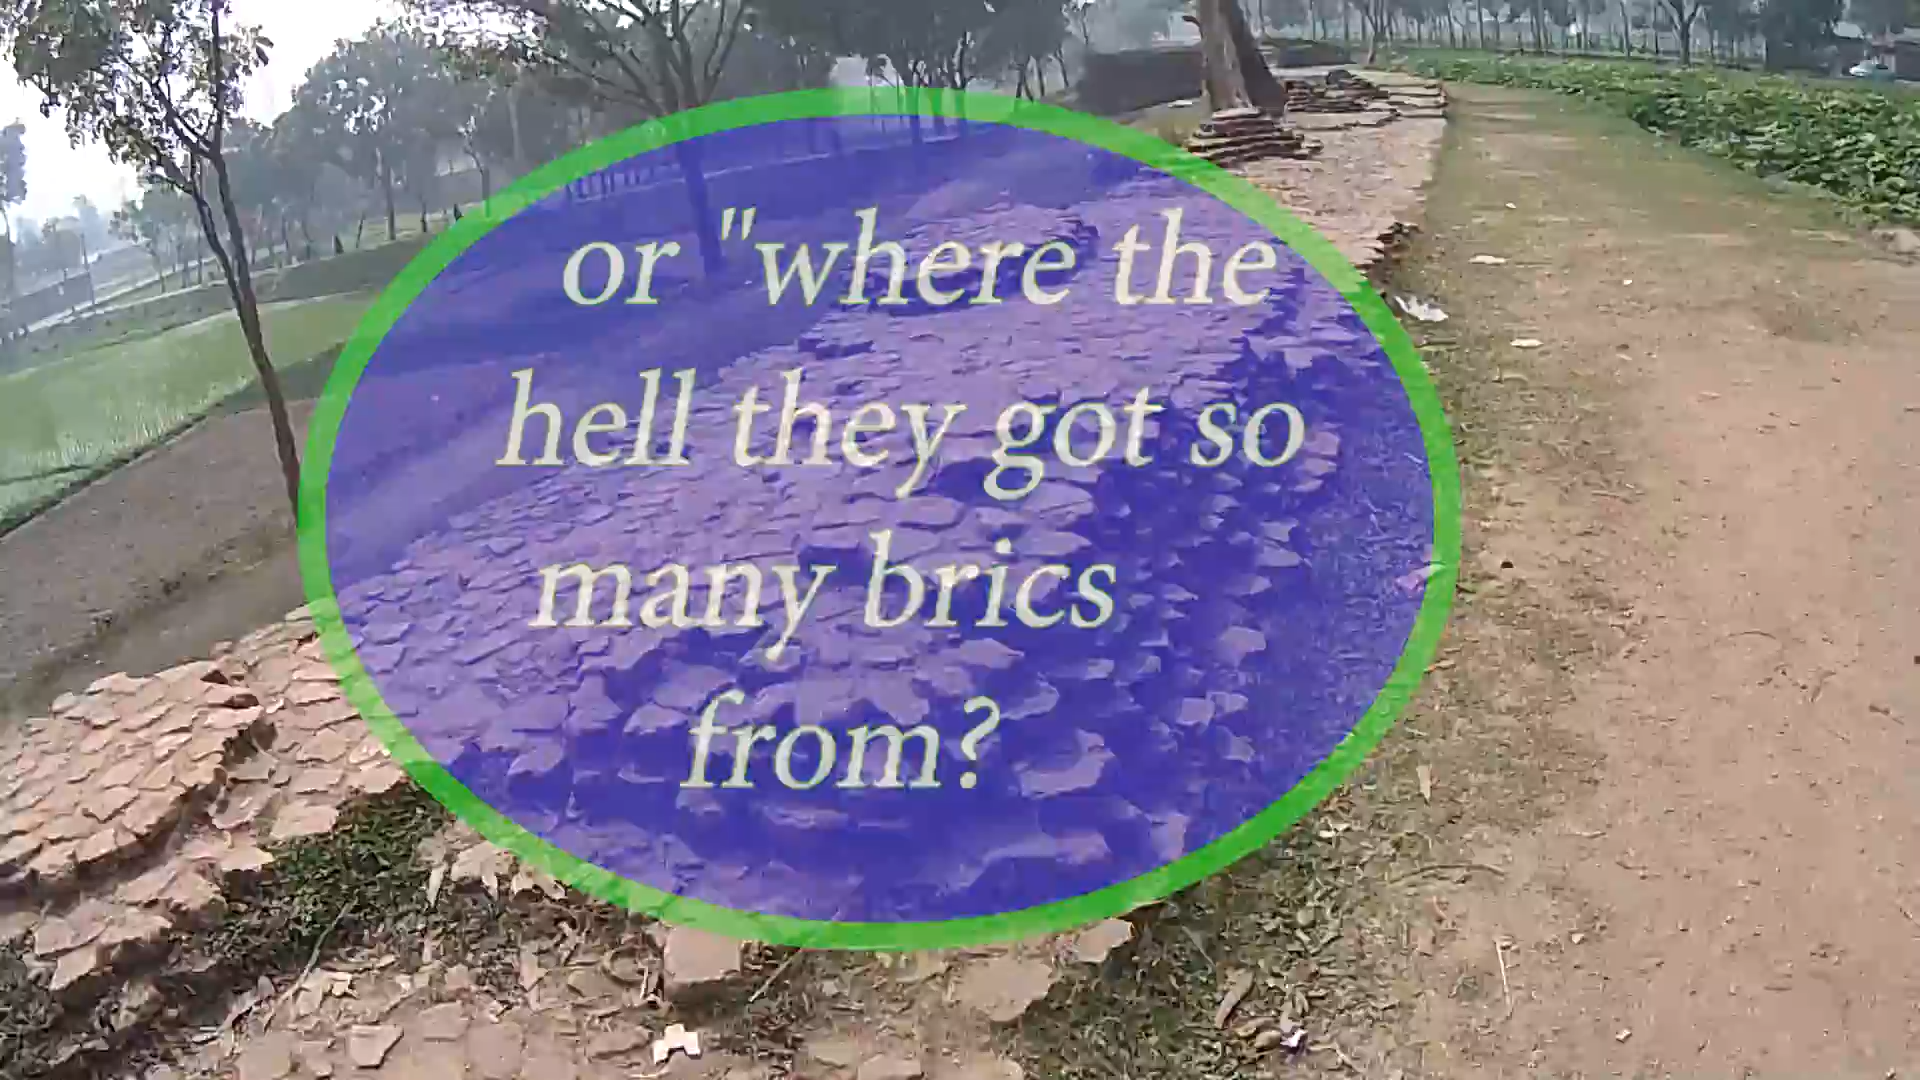 or "where the
hell they got so
many brics
from?